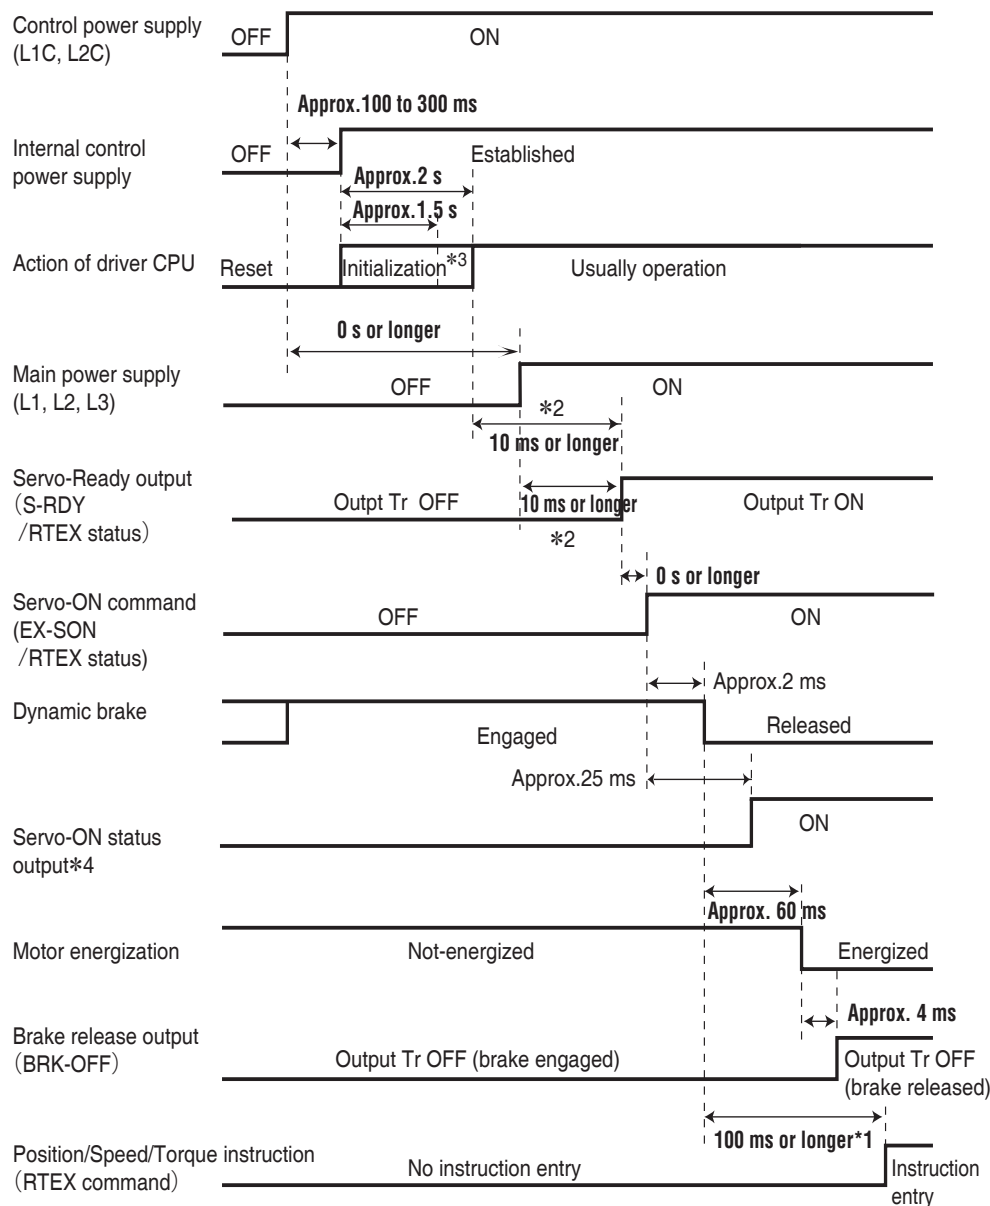 Control power supply
(L1C, L2C)
OFF
ON
Approx.100 to 300 ms
Internal control
power supply
OFF
Established
Approx.2 s
Approx.1.5 s
Action of driver CPU
Reset
Initialization*3
Usually operation
0 s or longer
Main power supply
(L1, L2, L3)
OFF
ON
*2
10 ms or longer
Servo-Ready output
(S-RDY
/RTEX status)
Outpt Tr OFF
10 ms or longer
Output Tr ON
*2
0 s or longer
Servo-ON command
(EX-SON
/RTEX status)
OFF
ON
Approx.2 ms
Dynamic brake
Engaged
Released
Approx.25 ms
Servo-ON status
output*4
ON
Approx. 60 ms
Motor energization
Not-energized
Energized
Approx. 4 ms
Brake release output
(BRK-OFF)
Output Tr OFF (brake engaged)
Output Tr OFF
(brake released)
100 ms or longer*1
Position/Speed/Torque instruction
(RTEX command)
No instruction entry
Instruction
entry